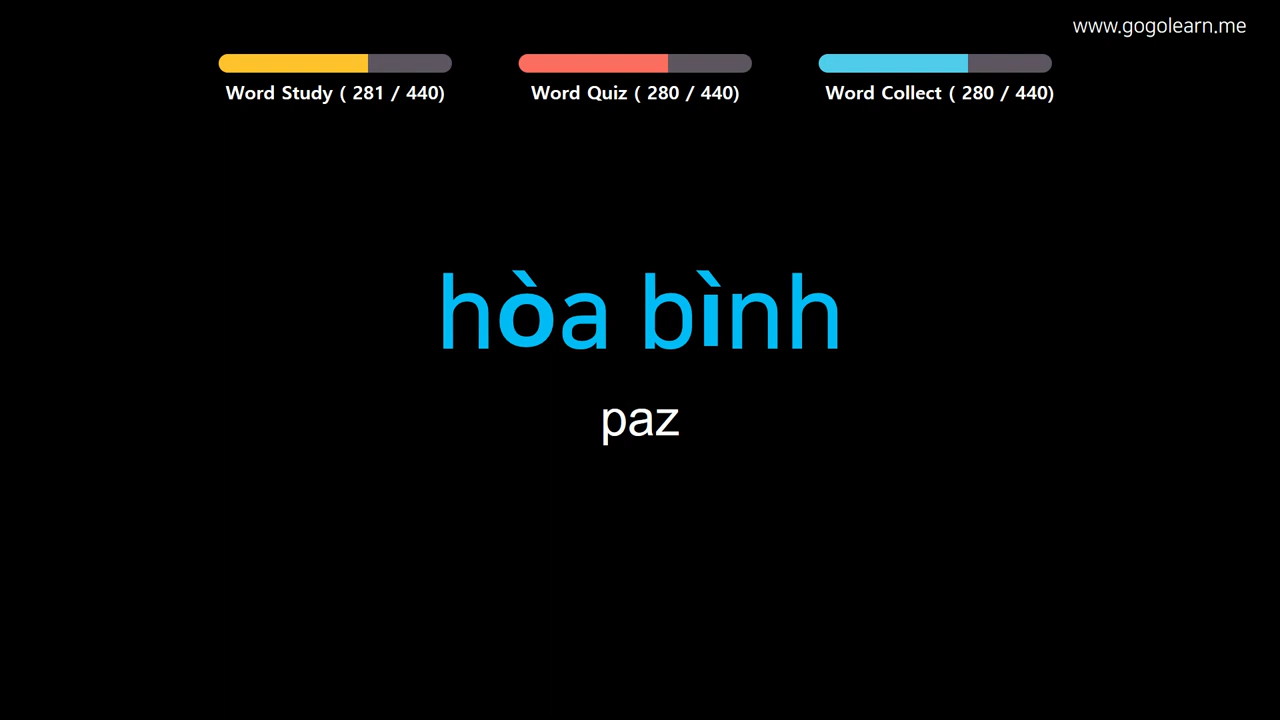 www.gogolearn.me
Word Study ( 281 / 440)
Word Quiz ( 280 / 440)
Word Collect ( 280 / 440)
hòa bình
paz